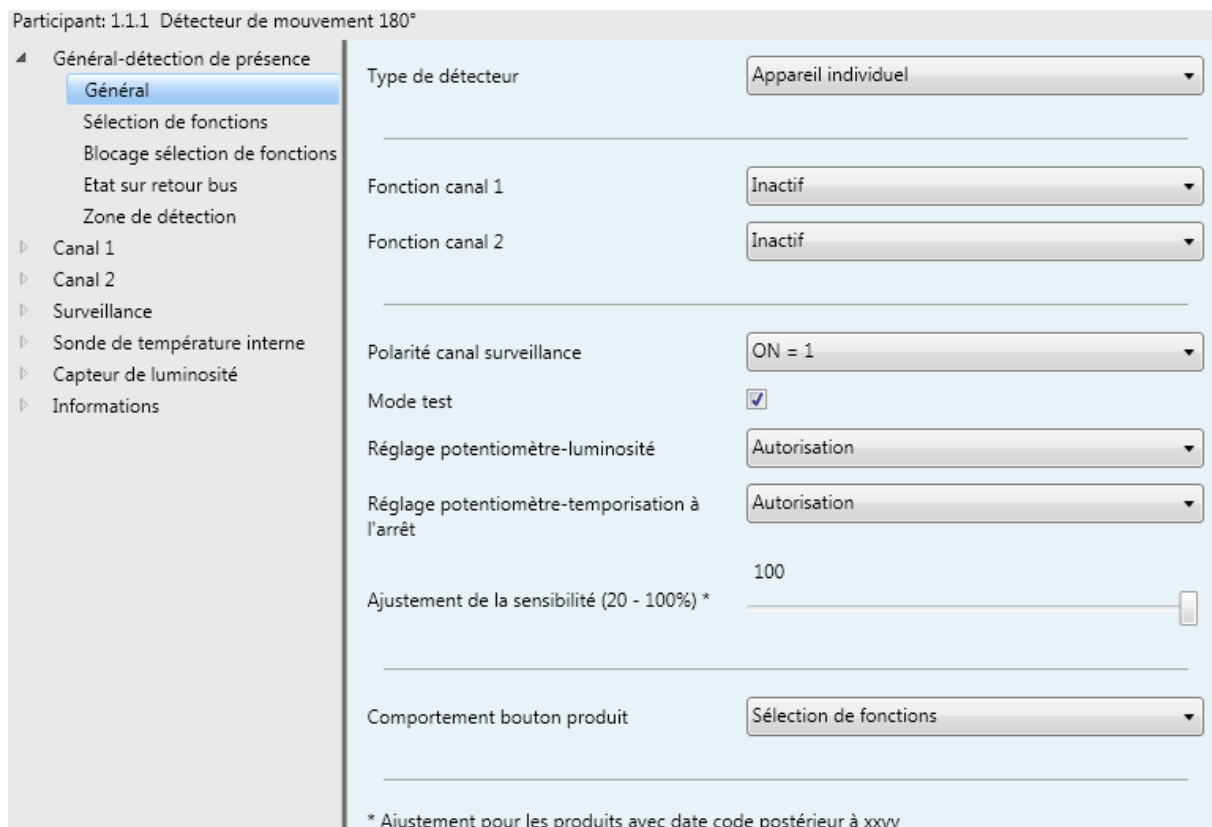 Participant: 1.1.1 Détecteur de mouvement 180°
Général-détection de présence
Général
Sélection de fonctions
Blocage sélection de fonctions
Etat sur retour bus
Zone de détection
Canal 1
Canal 2
Surveillance
Sonde de température interne
Capteur de luminosité
Informations
Type de détecteur
Appareil individuel
Fonction canal 1
Inactif
Fonction canal 2
Inactif
Polarité canal surveillance
ON = 1
Mode test
Réglage potentiomètre-luminosité
Autorisation
Réglage potentiomètre-temporisation à
l'arrêt
Autorisation
Ajustement de la sensibilité (20 - 100%) *
100
Comportement bouton produit
Sélection de fonctions
* Ajustement pour les produits avec date code postérieur à xxyy